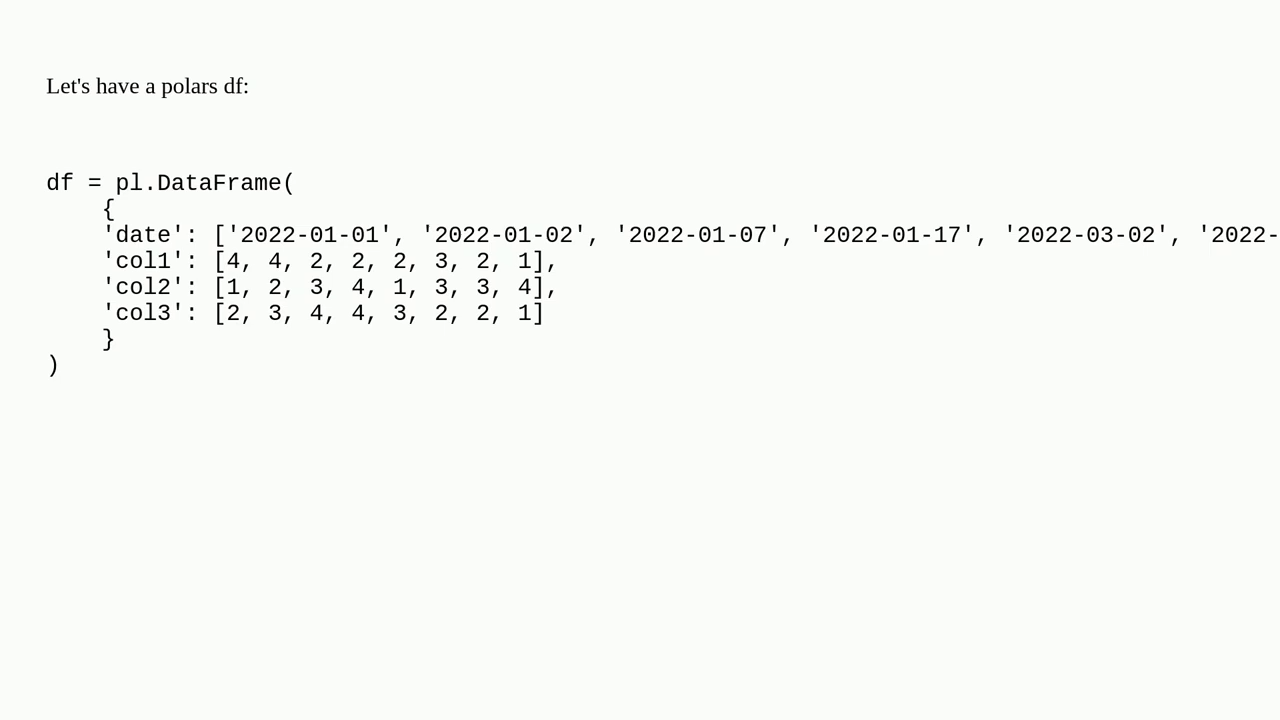 Let's have a polars df:
df = pl.DataFrame(
    {
    'date': ['2022-01-01', '2022-01-02', '2022-01-07', '2022-01-17', '2022-03-02', '2022-
    'col1': [4, 4, 2, 2, 2, 3, 2, 1],
    'col2': [1, 2, 3, 4, 1, 3, 3, 4],
    'col3': [2, 3, 4, 4, 3, 2, 2, 1]
    }
)